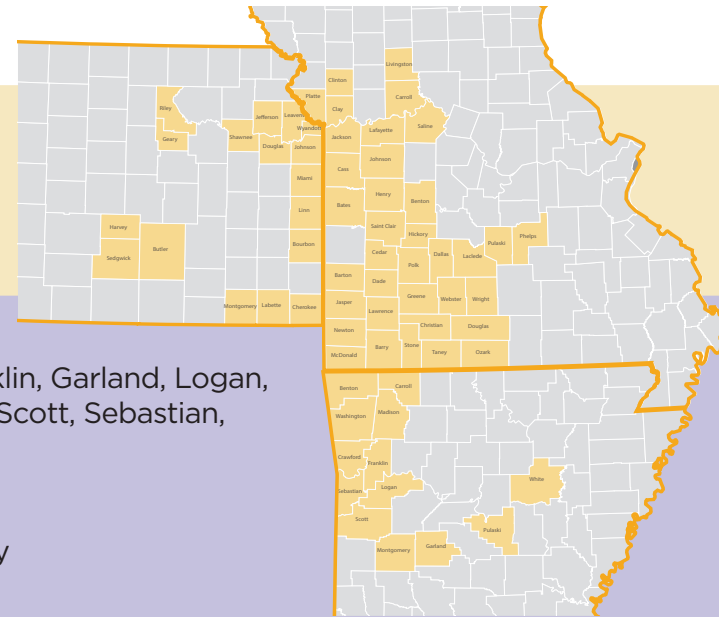 Livingston
Clinton
Platte
Carroll
Clay
Riley
Jefferson
Leaven
Wyandott
Saline
Lafayette
Geary
Shawnee
Jackson
Douglas
Johnson
Johnson
Cass
Miami
Henry
Benton
Bates
Linn
Saint Clair
Harvey
Hickory
Pulaski
Phelps
Bourbon
Butler
Cedar
Dallas
Laclede
Sedgwick
Polk
Barton
Dade
Greene
Webster
Wright
Montgomery
Labette
Cherokee
Jasper
Lawrence
Christian
Douglas
Newton
Stone
Barry
Taney
Ozark
McDonald
klin, Garland, Logan,
Scott, Sebastian,
y
Benton
Carroll
Washington
Madison
Crawford
Franklin
White
Sebastian
Logan
Scott
Pulaski
Montgomery
Garland